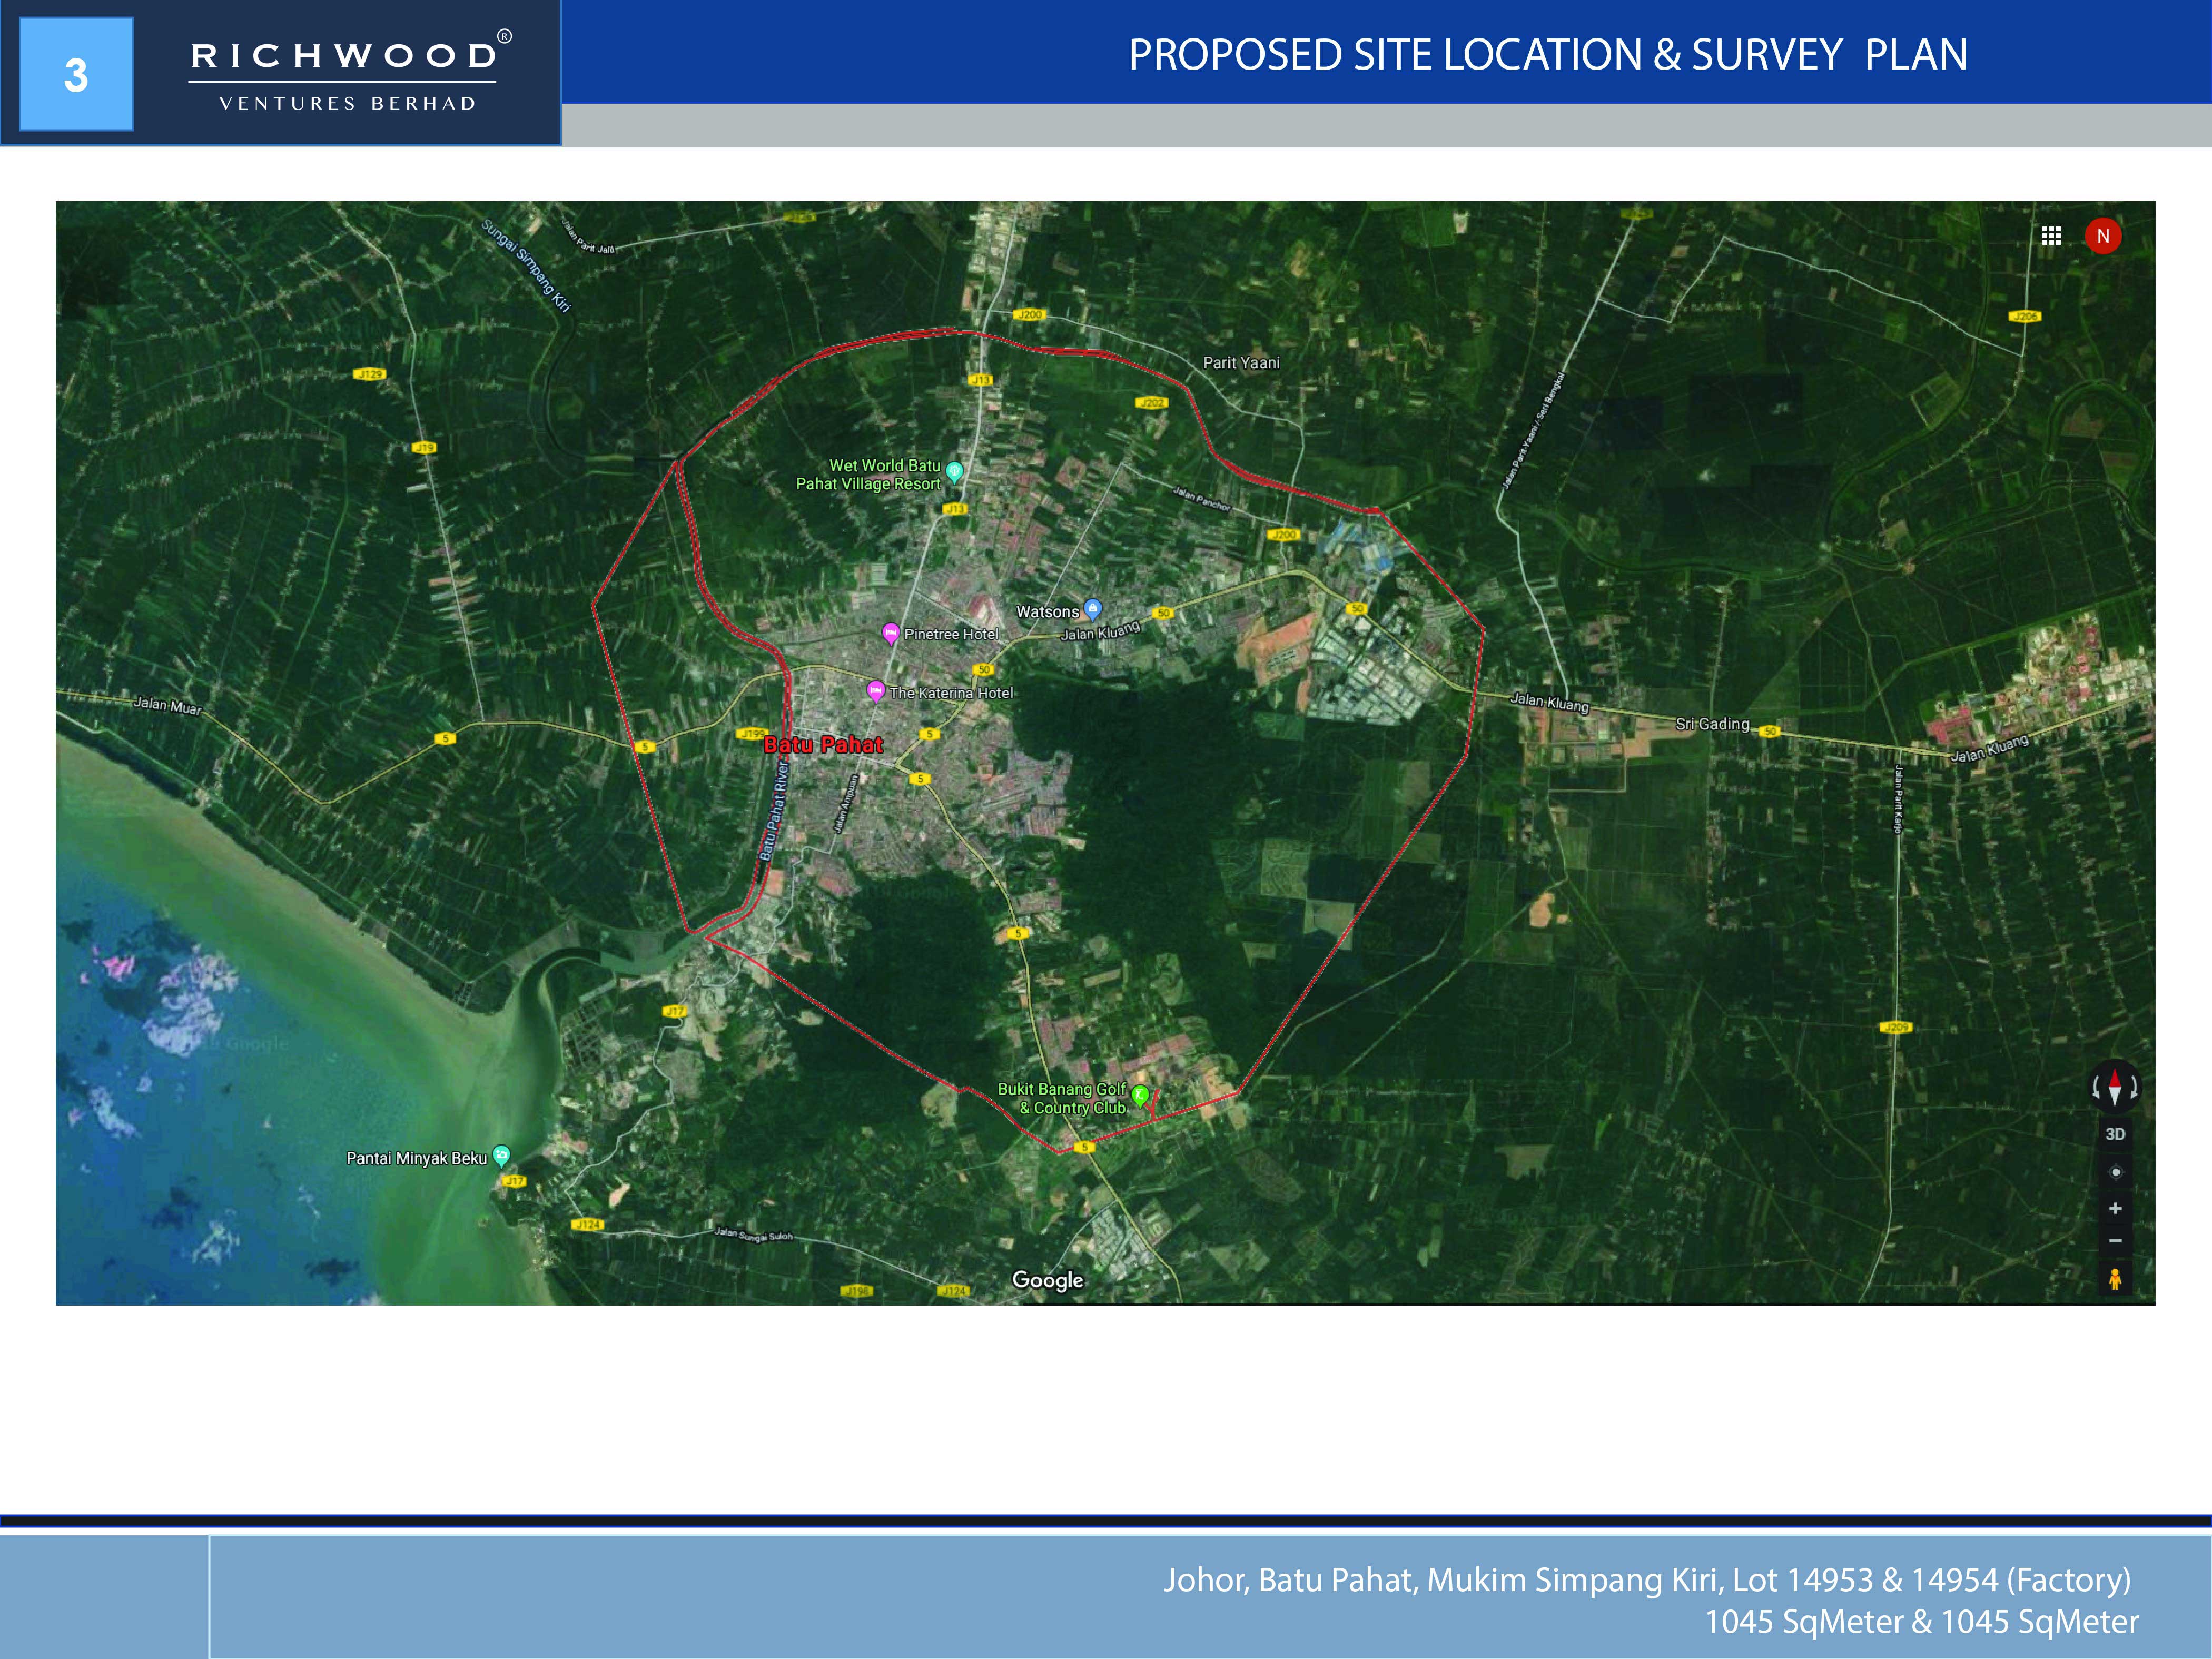 3
RICHWOOD®
VENTURES BERHAD
PROPOSED SITE LOCATION & SURVEY PLAN
N
Sungai Simpang Kiri
Jalan Parit Jalil
J200
J206
Parit Yaani
J129
J13
J202
Jalan Parit Yaani / Seri Bengkal
J19
Wet World Batu
Pahat Village Resort
J13
Jalan Panchor
J200
Watsons
50
50
Jalan Kluang
Pinetree Hotel
50
The Katerina Hotel
Jalan Muar
Jalan Kluang
Sri Gading
50
5
5
J199
5
Batu Pahat
Jalan Kluang
5
Batu Pahat River
Jalan Ampuan
Jalan Parit Karjo
5
J17
J209
Google
Bukit Banang Golf
& Country Club
5
3D
Pantai Minyak Beku
J17
J124
Jalan Sungai Suloh
Google
J124
Johor, Batu Pahat, Mukim Simpang Kiri, Lot 14953 & 14954 (Factory)
1045 SqMeter & 1045 SqMeter